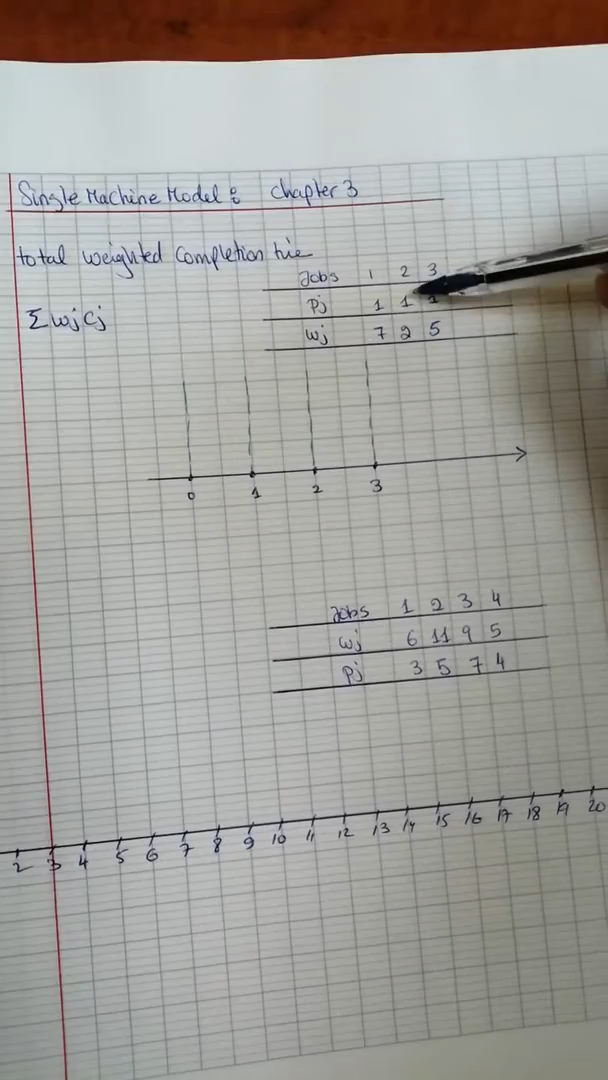 Single Machine Model : chapter 3
total weighted completion tie
Jobs 1 2 3
Pj 1 1 1
Σ wjcj
wj 7 2 5
0 1 2 3
Jobs 1 2 3 4
wj 6 11 9 5
Pj 3 5 7 4
2 3 4 5 6 7 8 9 10 11 12 13 14 15 16 17 18 19 20